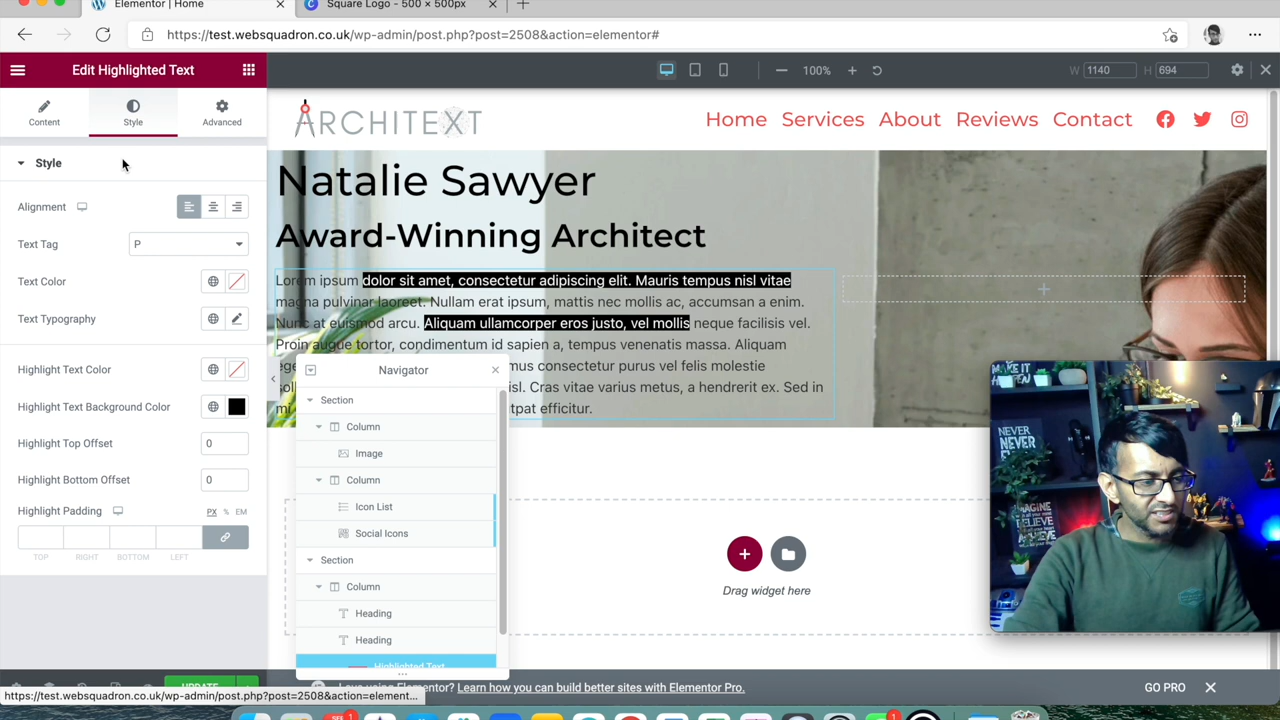 Elementor | Home
Square Logo - 500 × 500px
https://test.websquadron.co.uk/wp-admin/post.php?post=2508&action=elementor#
Edit Highlighted Text
100%
W 1140
H 694
Content
Style
Advanced
ARCHITEXT
Home
Services
About
Reviews
Contact
Style
Alignment
Text Tag
P
Text Color
Text Typography
Highlight Text Color
Highlight Text Background Color
Highlight Top Offset
0
Highlight Bottom Offset
0
Highlight Padding
PX % EM
TOP RIGHT BOTTOM LEFT
UPDATE
Natalie Sawyer
Award-Winning Architect
Lorem ipsum dolor sit amet, consectetur adipiscing elit. Mauris tempus nisl vitae
magna pulvinar laoreet. Nullam erat ipsum, mattis nec mollis ac, accumsan a enim.
Nunc at euismod arcu. Aliquam ullamcorper eros justo, vel mollis neque facilisis vel.
Proin augue tortor, condimentum id sapien a, tempus venenatis massa. Aliquam
consectetur purus vel felis molestie
Cras vitae varius metus, a hendrerit ex. Sed in
efficitur.
Navigator
Section
Column
Image
Column
Icon List
Social Icons
Section
Column
Heading
Heading
Highlighted Text
Drag widget here
MAKE IT
HAPPEN
NEVER
NEVER
IMAGINE
BELIEVE
Love using Elementor? Learn how you can build better sites with Elementor Pro.
GO PRO
https://test.websquadron.co.uk/wp-admin/post.php?post=2508&action=element...